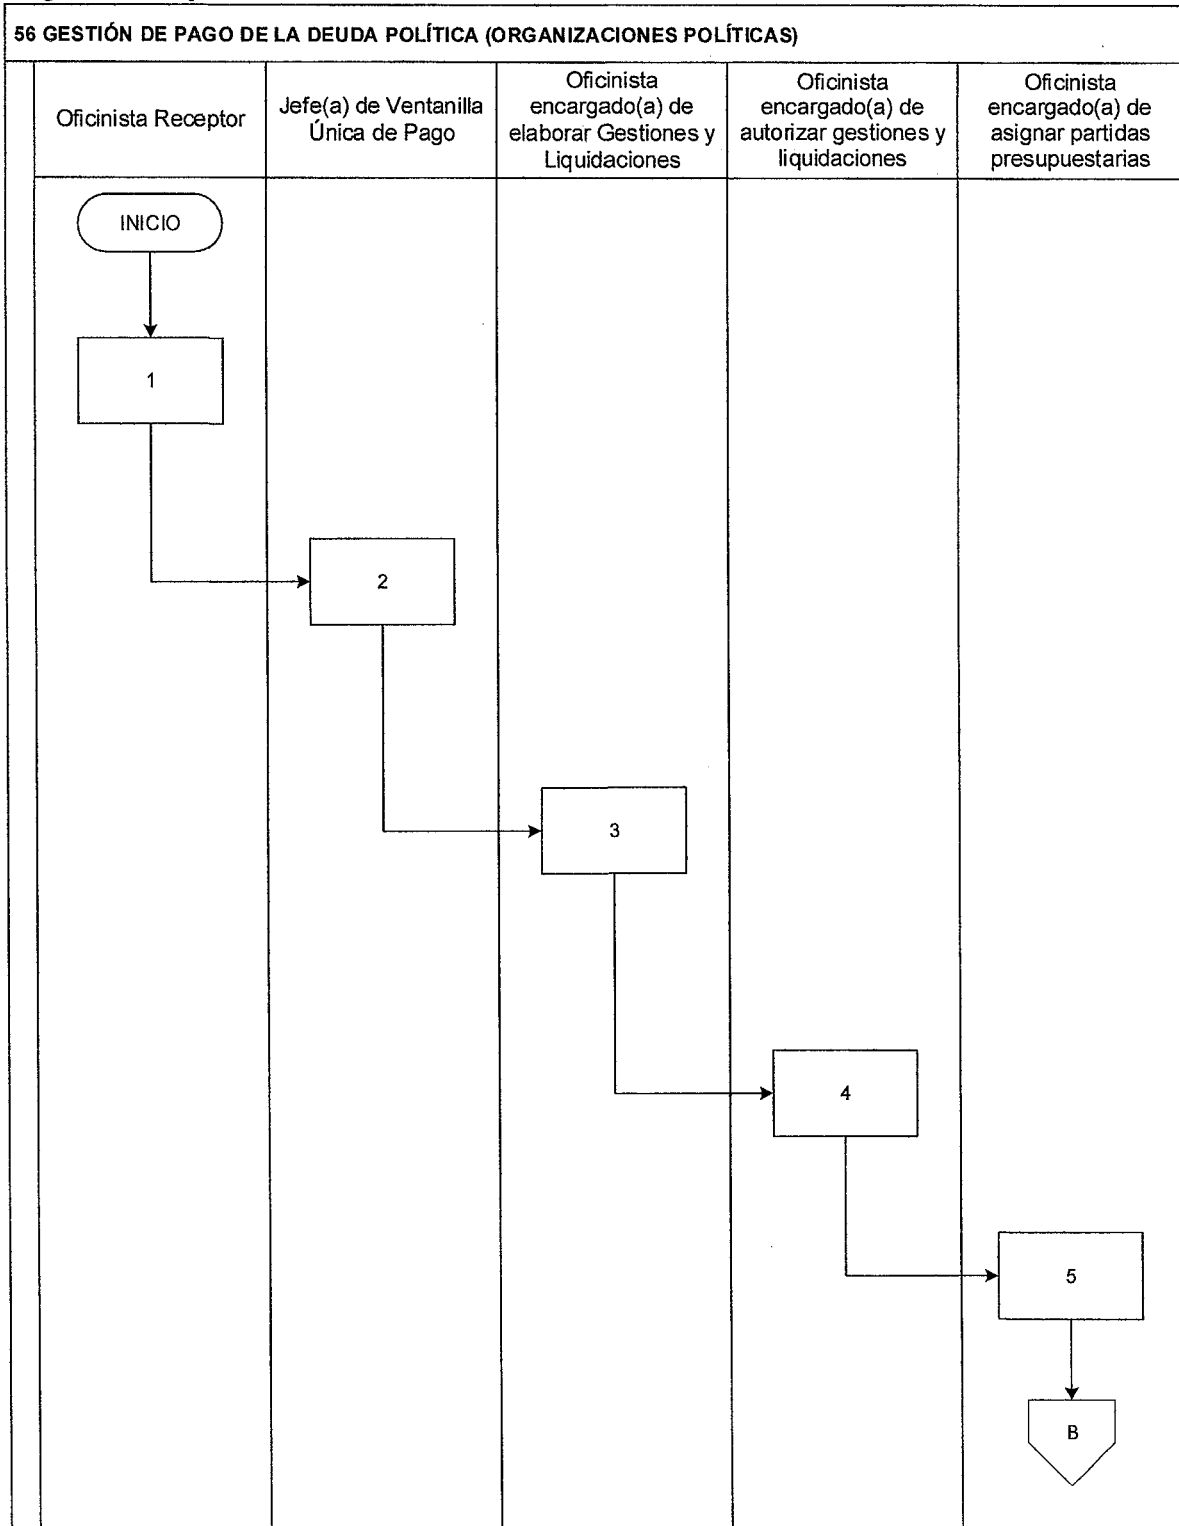 56 GESTIÓN DE PAGO DE LA DEUDA POLÍTICA (ORGANIZACIONES POLÍTICAS)
Oficinista Receptor
Jefe(a) de Ventanilla
Única de Pago
Oficinista
encargado(a) de
elaborar Gestiones y
Liquidaciones
Oficinista
encargado(a) de
autorizar gestiones y
liquidaciones
Oficinista
encargado(a) de
asignar partidas
presupuestarias
INICIO
1
2
3
4
5
B